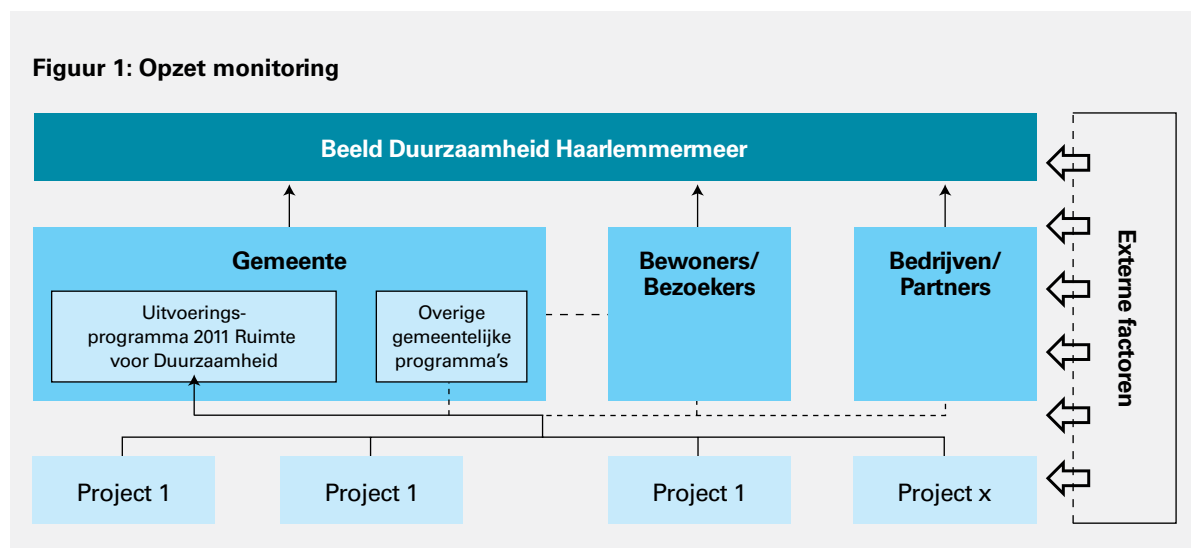 Figuur 1: Opzet monitoring
Beeld Duurzaamheid Haarlemmermeer
Gemeente
Uitvoerings-
programma 2011 Ruimte
voor Duurzaamheid
Overige
gemeentelijke
programma's
Bewoners/
Bezoekers
Bedrijven/
Partners
Externe factoren
Project 1
Project 1
Project 1
Project x